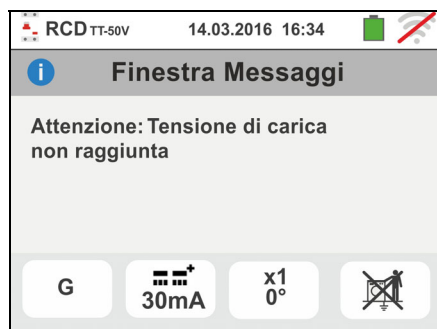 RCD TT-50V 14.03.2016 16:34
Finestra Messaggi
Attenzione: Tensione di carica
non raggiunta
G
30mA
x1
0°